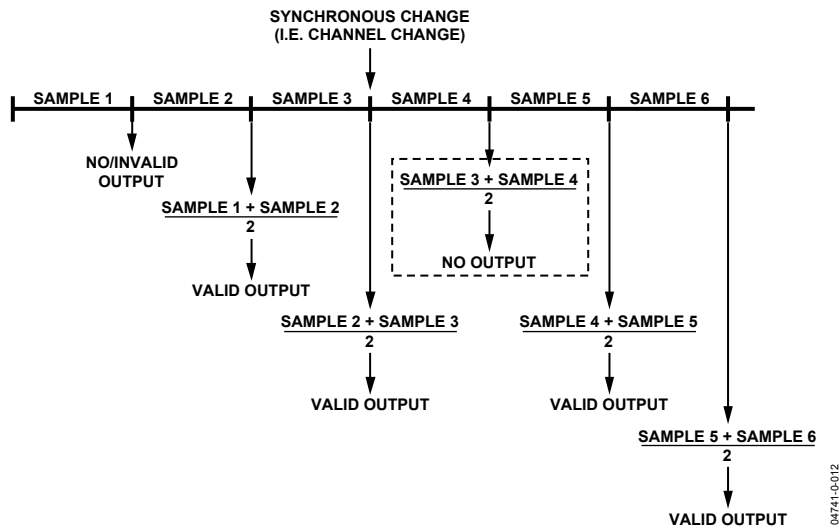 SYNCHRONOUS CHANGE
(I.E. CHANNEL CHANGE)
SAMPLE 1
SAMPLE 2
SAMPLE 3
SAMPLE 4
SAMPLE 5
SAMPLE 6
NO/INVALID
OUTPUT
SAMPLE 1 + SAMPLE 2
2
VALID OUTPUT
SAMPLE 2 + SAMPLE 3
2
VALID OUTPUT
SAMPLE 3 + SAMPLE 4
2
NO OUTPUT
SAMPLE 4 + SAMPLE 5
2
VALID OUTPUT
SAMPLE 5 + SAMPLE 6
2
VALID OUTPUT
04741-0-012